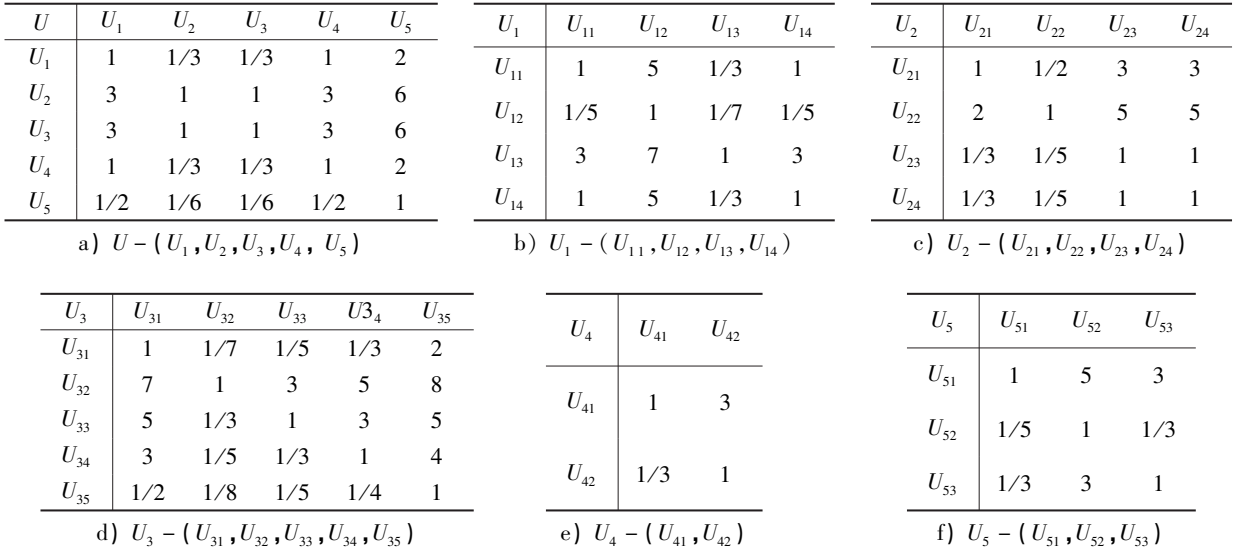 U U₁ U₂ U₃ U₄ U₅
U₁ 1 1/3 1/3 1 2
U₂ 3 1 1 3 6
U₃ 3 1 1 3 6
U₄ 1 1/3 1/3 1 2
U₅ 1/2 1/6 1/6 1/2 1
a) U – (U₁,U₂,U₃,U₄, U₅)
U₁ U₁₁ U₁₂ U₁₃ U₁₄
U₁₁ 1 5 1/3 1
U₁₂ 1/5 1 1/7 1/5
U₁₃ 3 7 1 3
U₁₄ 1 5 1/3 1
b) U₁ – (U₁₁,U₁₂,U₁₃,U₁₄)
U₂ U₂₁ U₂₂ U₂₃ U₂₄
U₂₁ 1 1/2 3 3
U₂₂ 2 1 5 5
U₂₃ 1/3 1/5 1 1
U₂₄ 1/3 1/5 1 1
c) U₂ – (U₂₁,U₂₂,U₂₃,U₂₄)
U₃ U₃₁ U₃₂ U₃₃ U3₄ U₃₅
U₃₁ 1 1/7 1/5 1/3 2
U₃₂ 7 1 3 5 8
U₃₃ 5 1/3 1 3 5
U₃₄ 3 1/5 1/3 1 4
U₃₅ 1/2 1/8 1/5 1/4 1
d) U₃ – (U₃₁,U₃₂,U₃₃,U₃₄,U₃₅)
U₄ U₄₁ U₄₂
U₄₁ 1 3
U₄₂ 1/3 1
e) U₄ – (U₄₁,U₄₂)
U₅ U₅₁ U₅₂ U₅₃
U₅₁ 1 5 3
U₅₂ 1/5 1 1/3
U₅₃ 1/3 3 1
f) U₅ – (U₅₁,U₅₂,U₅₃)